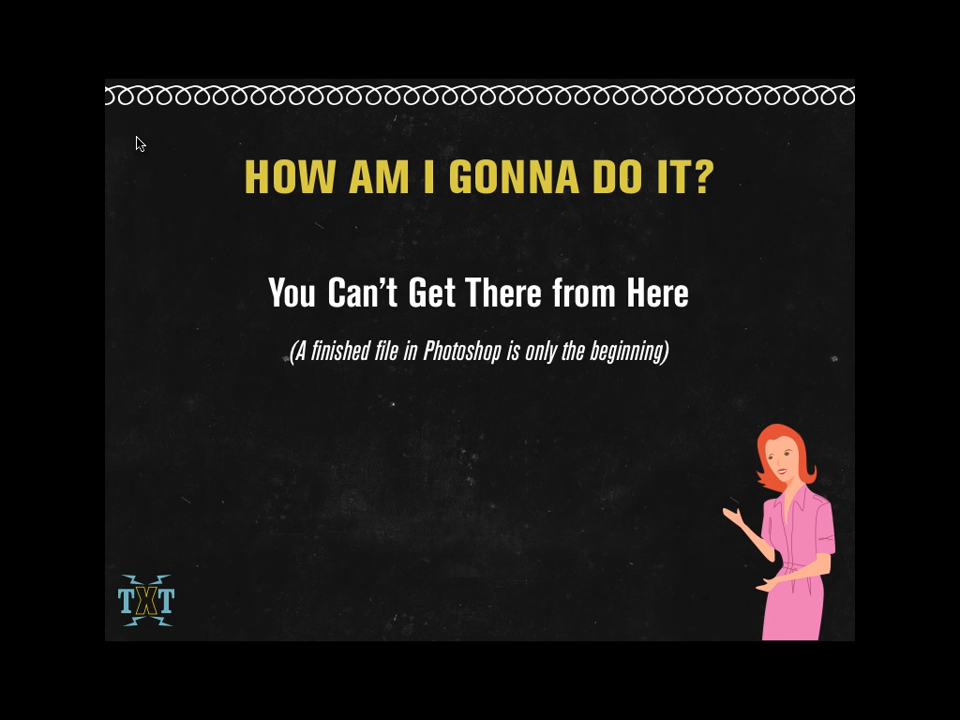 HOW AM I GONNA DO IT?
You Can’t Get There from Here
(A finished file in Photoshop is only the beginning)
TXT